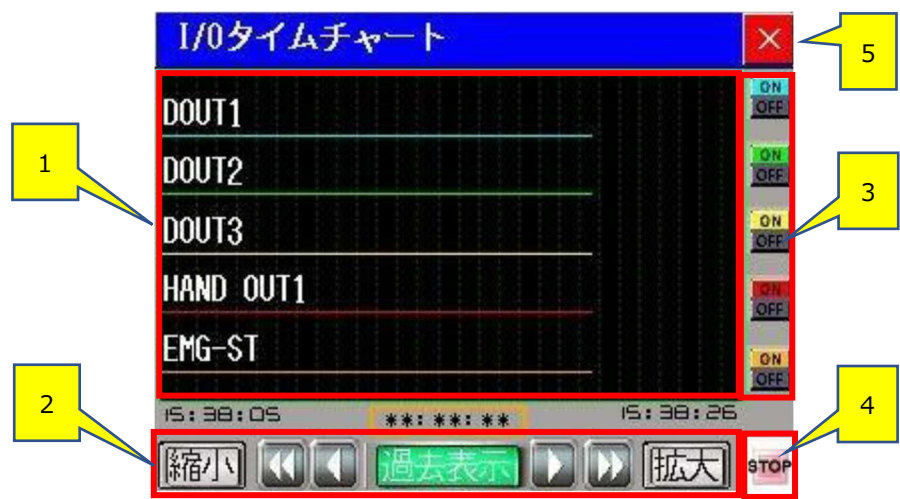 I/Oタイムチャート
×
5
DOUT1
ON
OFF
1
DOUT2
ON
OFF
3
DOUT3
ON
OFF
HAND OUT1
ON
OFF
EMG-ST
ON
OFF
2
15:38:05
**:**:**
15:38:26
4
縮小
過去表示
拡大
STOP